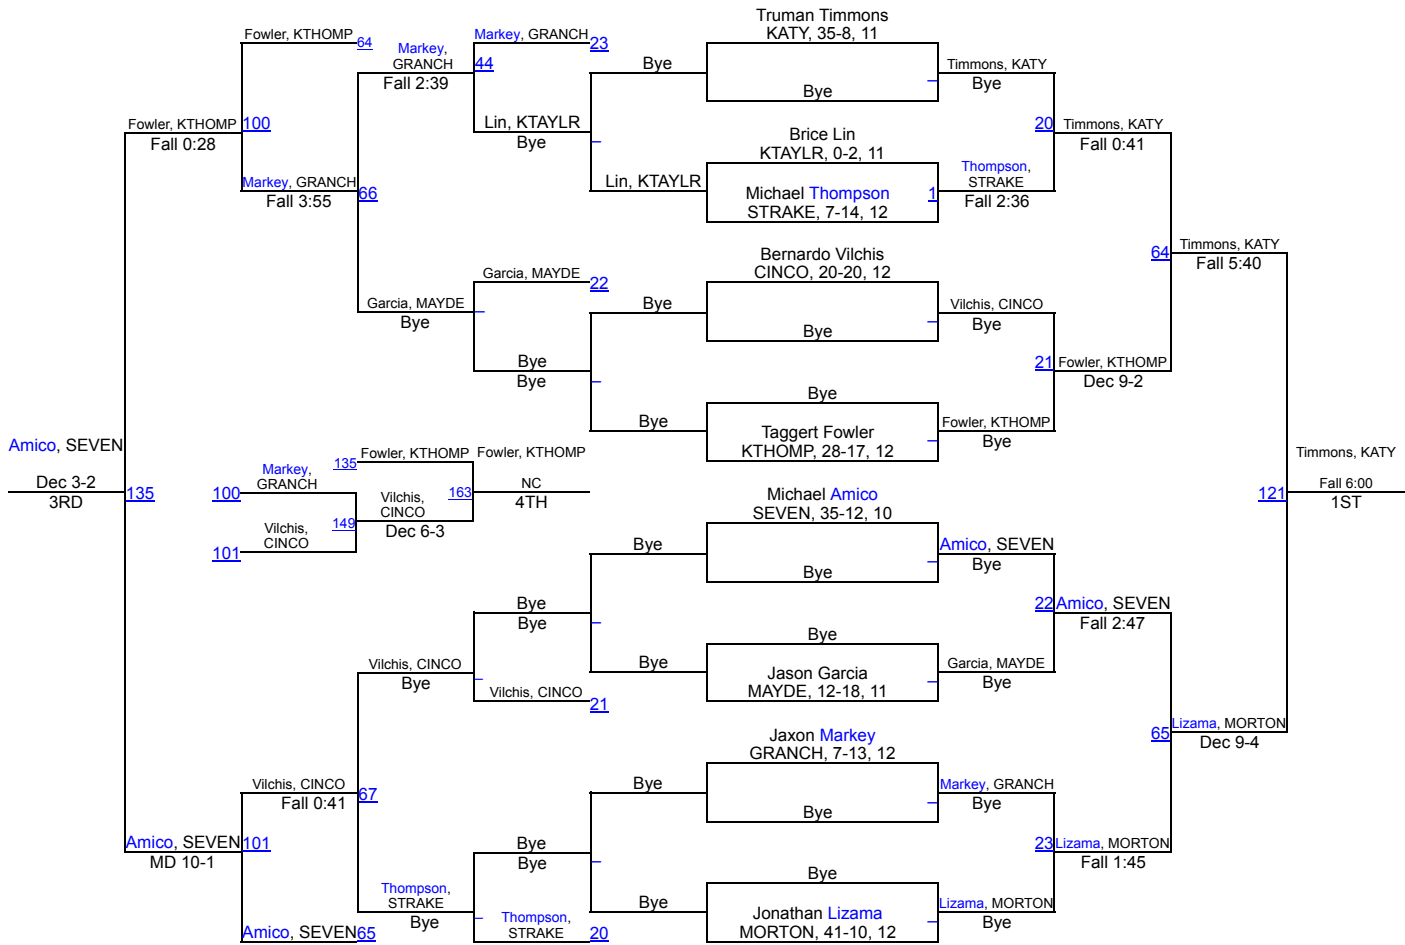 Truman Timmons
KATY, 35-8, 11
Fowler, KTHOMP
64
Markey,
GRANCH
Fall 2:39
Markey, GRANCH
23
44
Bye
Bye
Timmons, KATY
Bye
Fowler, KTHOMP
100
Fall 0:28
Lin, KTAYLR
Bye
Brice Lin
KTAYLR, 0-2, 11
20
Timmons, KATY
Fall 0:41
Markey, GRANCH
66
Fall 3:55
Lin, KTAYLR
Michael Thompson
STRAKE, 7-14, 12
1
Thompson,
STRAKE
Fall 2:36
Bernardo Vilchis
CINCO, 20-20, 12
64
Timmons, KATY
Fall 5:40
Garcia, MAYDE
22
Garcia, MAYDE
Bye
Bye
Bye
Vilchis, CINCO
Bye
Bye
Bye
21
Fowler, KTHOMP
Dec 9-2
Bye
Bye
Taggert Fowler
KTHOMP, 28-17, 12
Fowler, KTHOMP
Bye
Amico, SEVEN
Dec 3-2
3RD
135
Markey,
GRANCH
100
Vilchis,
CINCO
101
135
Fowler, KTHOMP
149
Vilchis,
CINCO
Dec 6-3
163
Fowler, KTHOMP
NC
4TH
Timmons, KATY
121
Fall 6:00
1ST
Michael Amico
SEVEN, 35-12, 10
Bye
Bye
Amico, SEVEN
Bye
Bye
Bye
22
Amico, SEVEN
Fall 2:47
Bye
Bye
Jason Garcia
MAYDE, 12-18, 11
Garcia, MAYDE
Bye
Vilchis, CINCO
Bye
Vilchis, CINCO
21
65
Lizama, MORTON
Dec 9-4
Jaxon Markey
GRANCH, 7-13, 12
Vilchis, CINCO
67
Fall 0:41
Bye
Bye
Markey, GRANCH
Bye
Amico, SEVEN
101
MD 10-1
Bye
Bye
23
Lizama, MORTON
Fall 1:45
Thompson,
STRAKE
Bye
Bye
Bye
Jonathan Lizama
MORTON, 41-10, 12
Lizama, MORTON
Bye
Amico, SEVEN
65
Thompson,
STRAKE
20